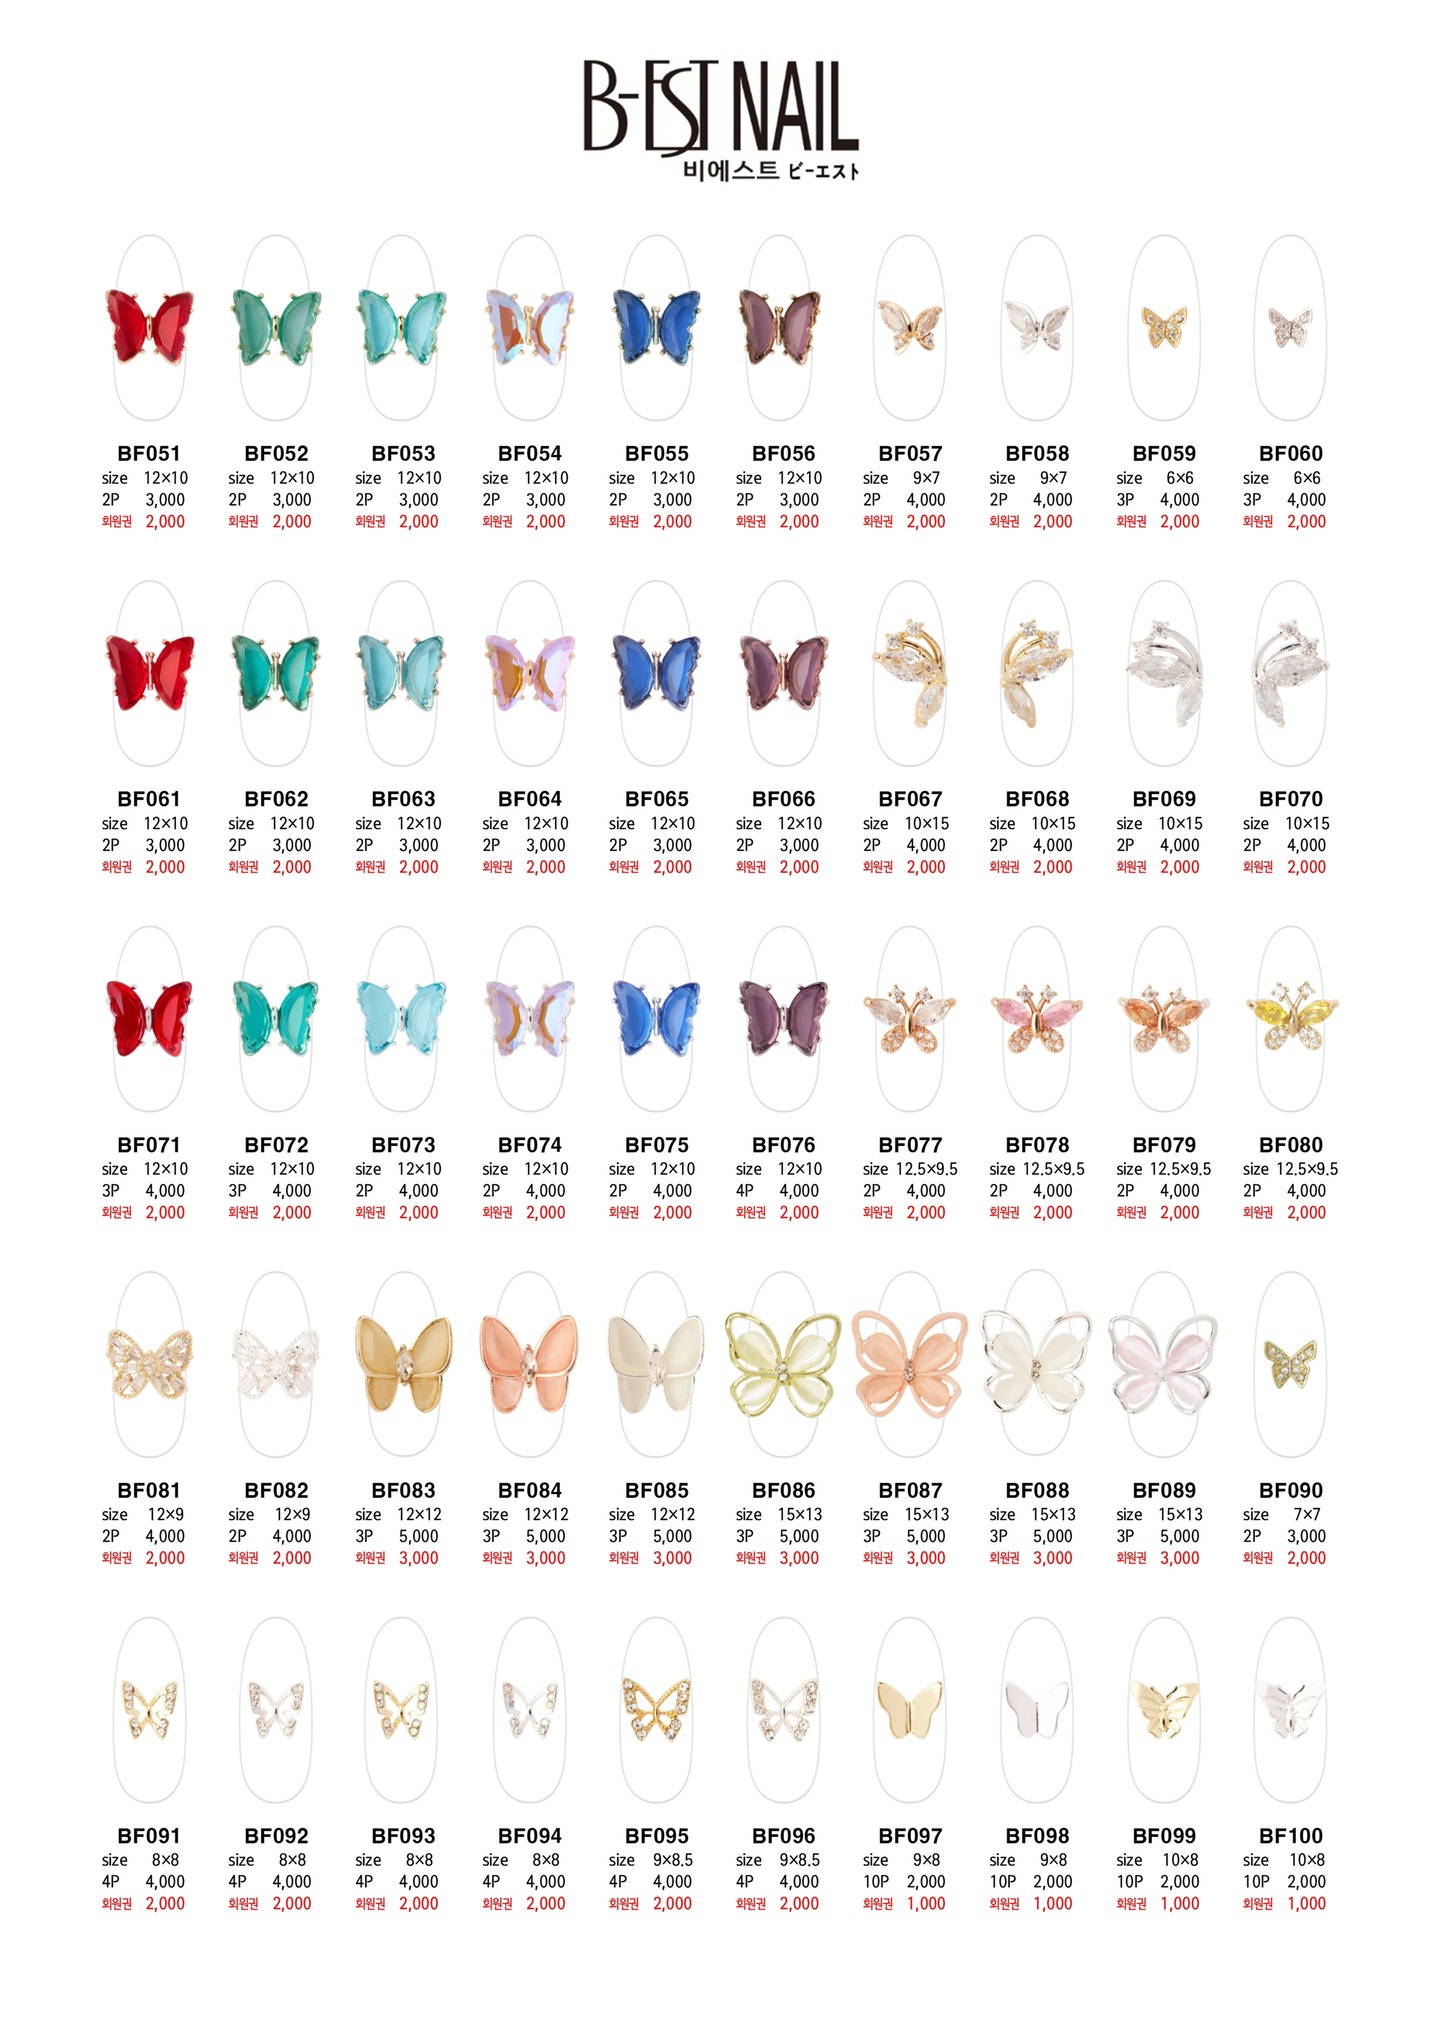 B-EST NAIL
비에스트 ビーエスト
BF051 BF052 BF053 BF054 BF055 BF056 BF057 BF058 BF059 BF060
size 12×10 size 12×10 size 12×10 size 12×10 size 12×10 size 12×10 size 9×7 size 9×7 size 6×6 size 6×6
2P 3,000 2P 3,000 2P 3,000 2P 3,000 2P 3,000 2P 3,000 2P 4,000 2P 4,000 3P 4,000 3P 4,000
회원권 2,000 회원권 2,000 회원권 2,000 회원권 2,000 회원권 2,000 회원권 2,000 회원권 2,000 회원권 2,000 회원권 2,000 회원권 2,000
BF061 BF062 BF063 BF064 BF065 BF066 BF067 BF068 BF069 BF070
size 12×10 size 12×10 size 12×10 size 12×10 size 12×10 size 12×10 size 10×15 size 10×15 size 10×15 size 10×15
2P 3,000 2P 3,000 2P 3,000 2P 3,000 2P 3,000 2P 3,000 2P 4,000 2P 4,000 2P 4,000 2P 4,000
회원권 2,000 회원권 2,000 회원권 2,000 회원권 2,000 회원권 2,000 회원권 2,000 회원권 2,000 회원권 2,000 회원권 2,000 회원권 2,000
BF071 BF072 BF073 BF074 BF075 BF076 BF077 BF078 BF079 BF080
size 12×10 size 12×10 size 12×10 size 12×10 size 12×10 size 12×10 size 12.5×9.5 size 12.5×9.5 size 12.5×9.5 size 12.5×9.5
3P 4,000 3P 4,000 2P 4,000 2P 4,000 2P 4,000 4P 4,000 2P 4,000 2P 4,000 2P 4,000 2P 4,000
회원권 2,000 회원권 2,000 회원권 2,000 회원권 2,000 회원권 2,000 회원권 2,000 회원권 2,000 회원권 2,000 회원권 2,000 회원권 2,000
BF081 BF082 BF083 BF084 BF085 BF086 BF087 BF088 BF089 BF090
size 12×9 size 12×9 size 12×12 size 12×12 size 12×12 size 15×13 size 15×13 size 15×13 size 15×13 size 7×7
2P 4,000 2P 4,000 3P 5,000 3P 5,000 3P 5,000 3P 5,000 3P 5,000 3P 5,000 3P 5,000 2P 3,000
회원권 2,000 회원권 2,000 회원권 3,000 회원권 3,000 회원권 3,000 회원권 3,000 회원권 3,000 회원권 3,000 회원권 3,000 회원권 2,000
BF091 BF092 BF093 BF094 BF095 BF096 BF097 BF098 BF099 BF100
size 8×8 size 8×8 size 8×8 size 8×8 size 9×8.5 size 9×8.5 size 9×8 size 9×8 size 10×8 size 10×8
4P 4,000 4P 4,000 4P 4,000 4P 4,000 4P 4,000 4P 4,000 10P 2,000 10P 2,000 10P 2,000 10P 2,000
회원권 2,000 회원권 2,000 회원권 2,000 회원권 2,000 회원권 2,000 회원권 2,000 회원권 1,000 회원권 1,000 회원권 1,000 회원권 1,000